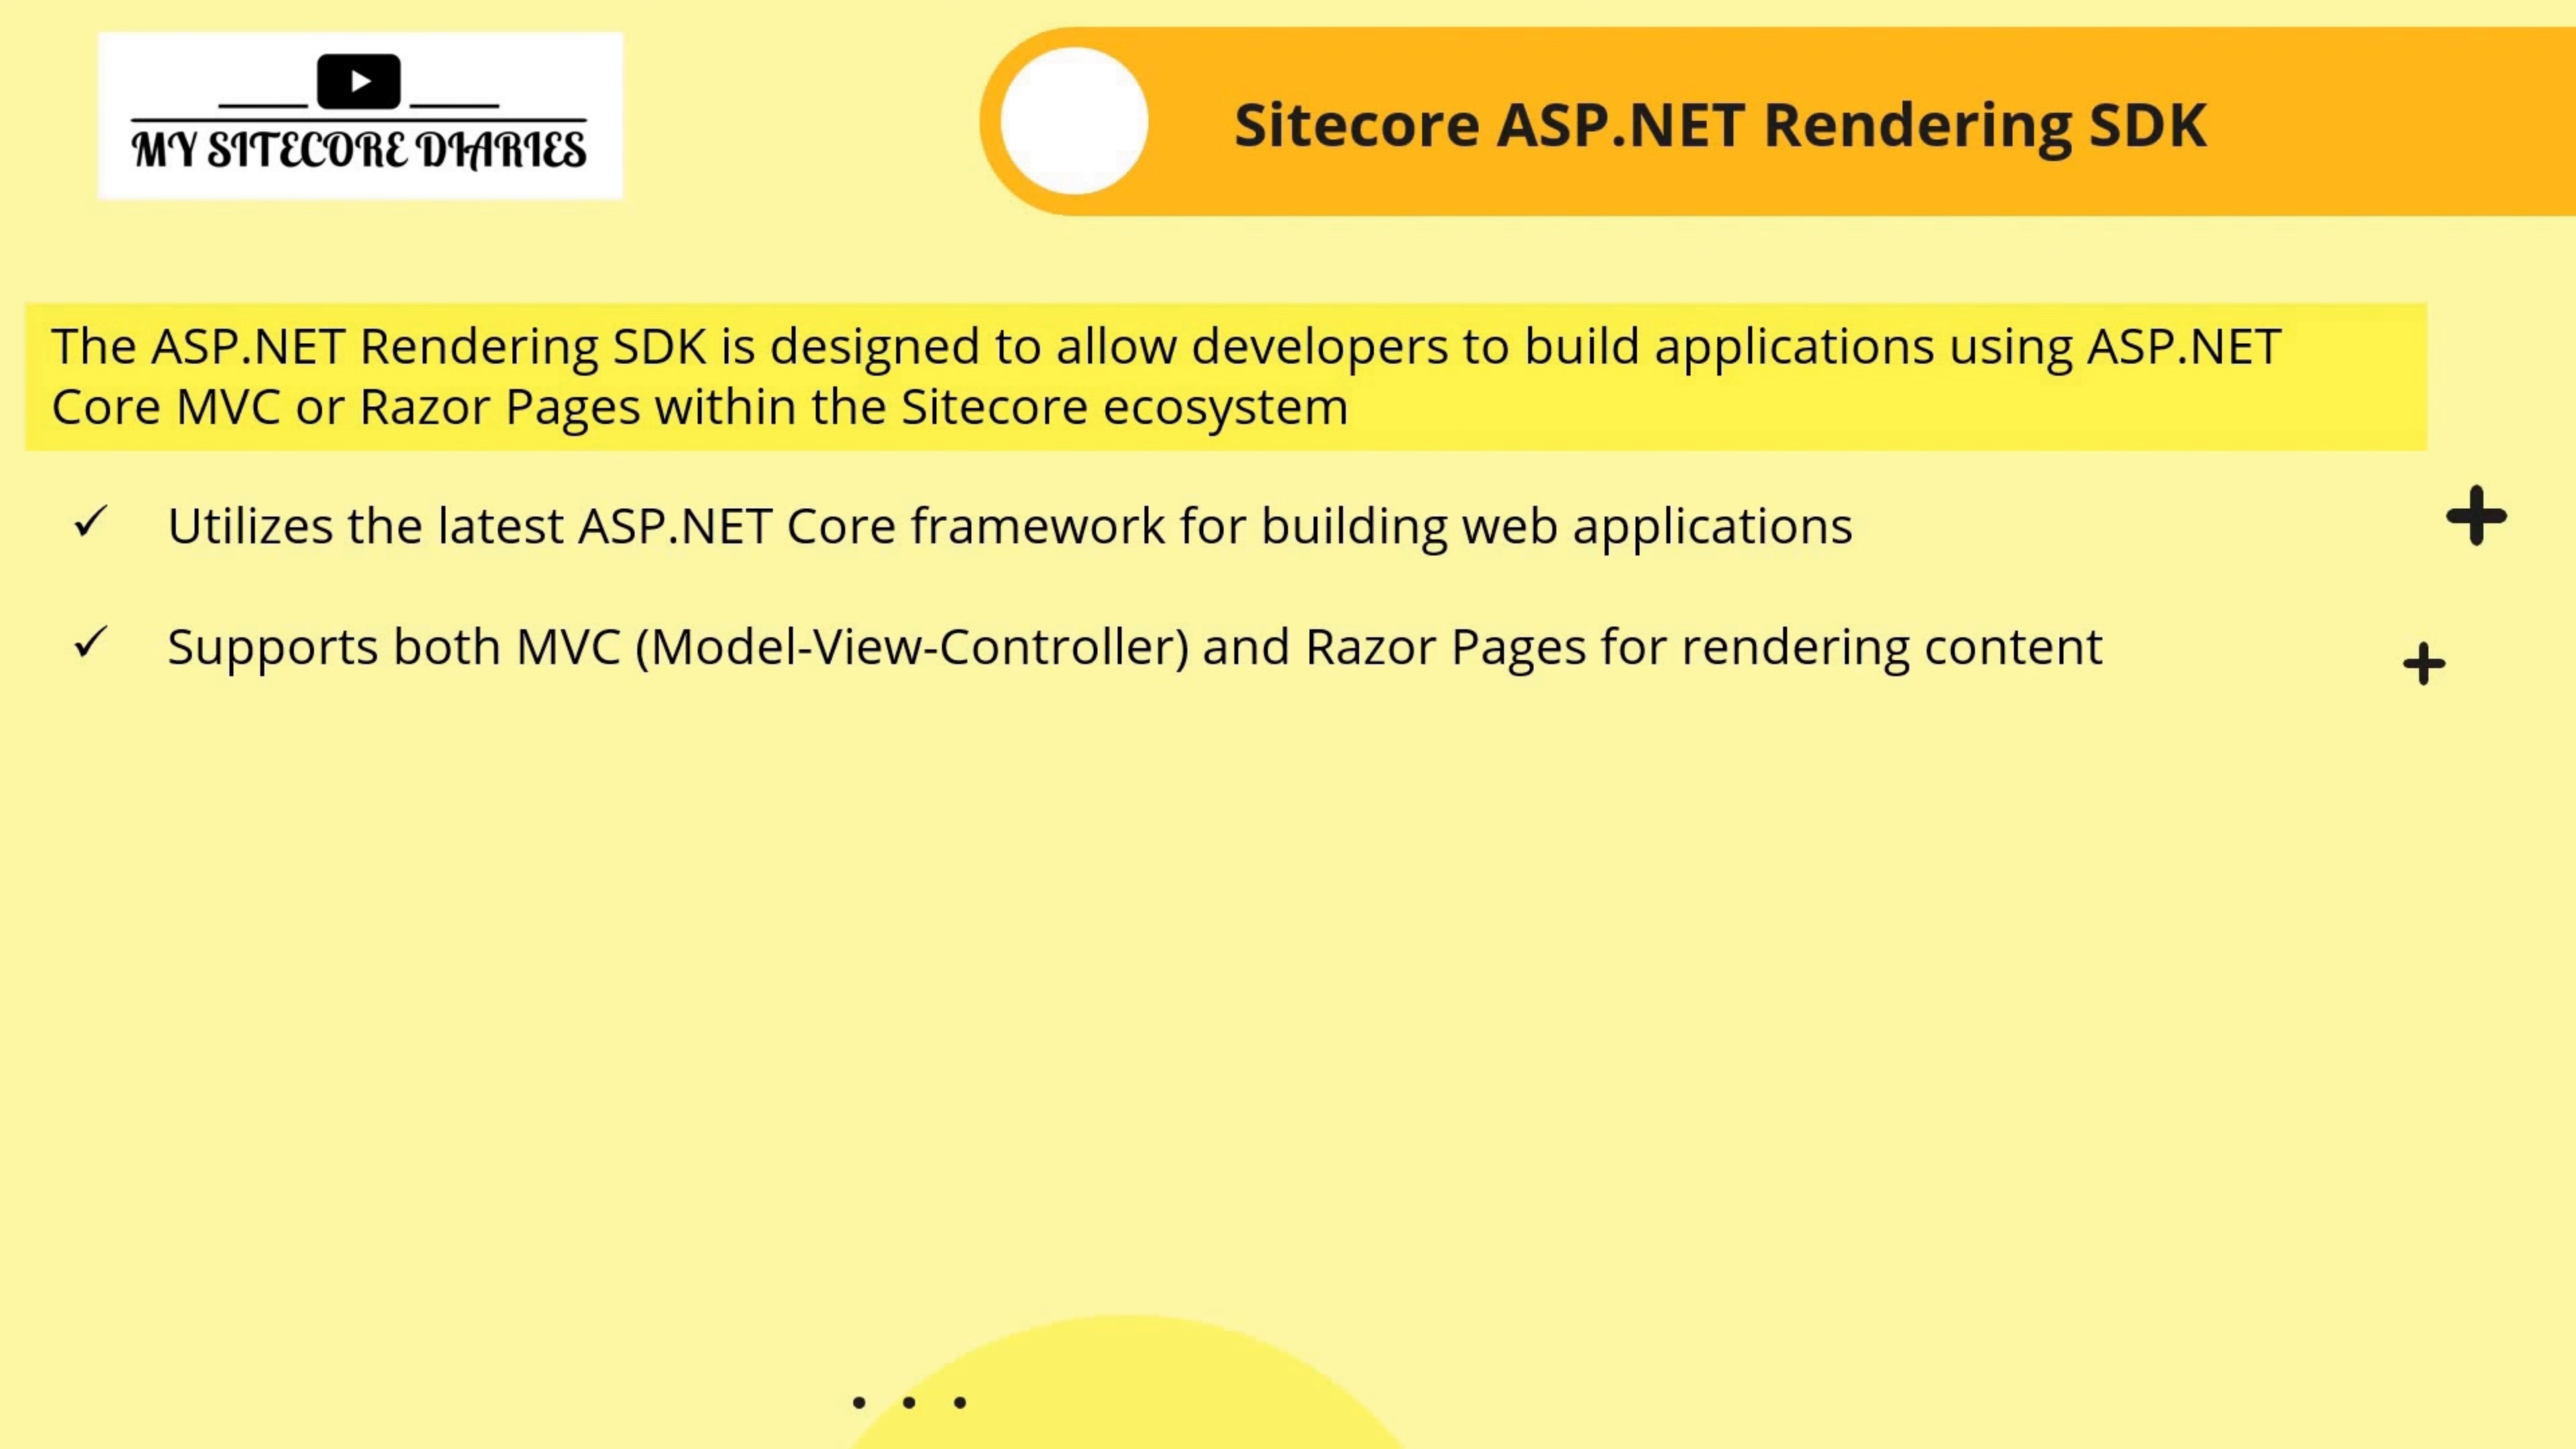 MY SITECORE DIARIES
Sitecore ASP.NET Rendering SDK
The ASP.NET Rendering SDK is designed to allow developers to build applications using ASP.NET
Core MVC or Razor Pages within the Sitecore ecosystem
✓ Utilizes the latest ASP.NET Core framework for building web applications
✓ Supports both MVC (Model-View-Controller) and Razor Pages for rendering content